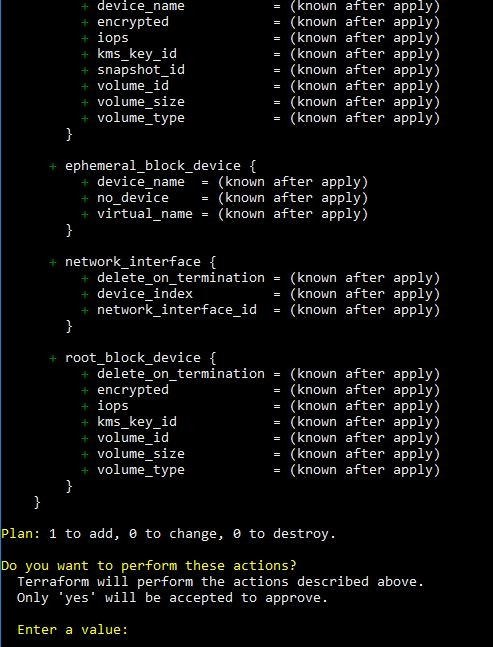 + device_name = (known after apply)
+ encrypted = (known after apply)
+ iops = (known after apply)
+ kms_key_id = (known after apply)
+ snapshot_id = (known after apply)
+ volume_id = (known after apply)
+ volume_size = (known after apply)
+ volume_type = (known after apply)
}
+ ephemeral_block_device {
+ device_name = (known after apply)
+ no_device = (known after apply)
+ virtual_name = (known after apply)
}
+ network_interface {
+ delete_on_termination = (known after apply)
+ device_index = (known after apply)
+ network_interface_id = (known after apply)
}
+ root_block_device {
+ delete_on_termination = (known after apply)
+ encrypted = (known after apply)
+ iops = (known after apply)
+ kms_key_id = (known after apply)
+ volume_id = (known after apply)
+ volume_size = (known after apply)
+ volume_type = (known after apply)
}
}
Plan: 1 to add, 0 to change, 0 to destroy.
Do you want to perform these actions?
Terraform will perform the actions described above.
Only 'yes' will be accepted to approve.
Enter a value: